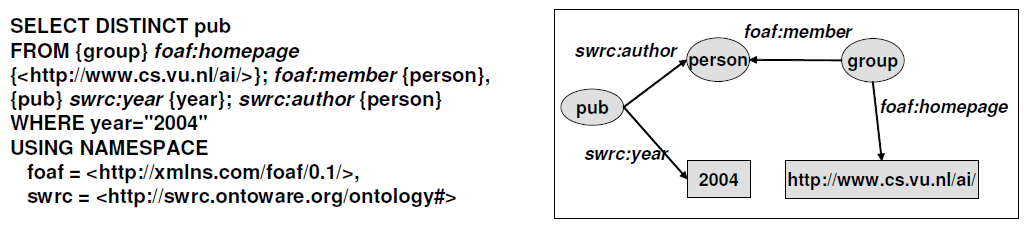 SELECT DISTINCT pub
FROM {group} foaf:homepage
{<http://www.cs.vu.nl/ai/>}; foaf:member {person},
{pub} swrc:year {year}; swrc:author {person}
WHERE year="2004"
USING NAMESPACE
foaf = <http://xmlns.com/foaf/0.1/>,
swrc = <http://swrc.ontoware.org/ontology#>
foaf:member
swrc:author
person
group
pub
foaf:homepage
swrc:year
2004
http://www.cs.vu.nl/ai/